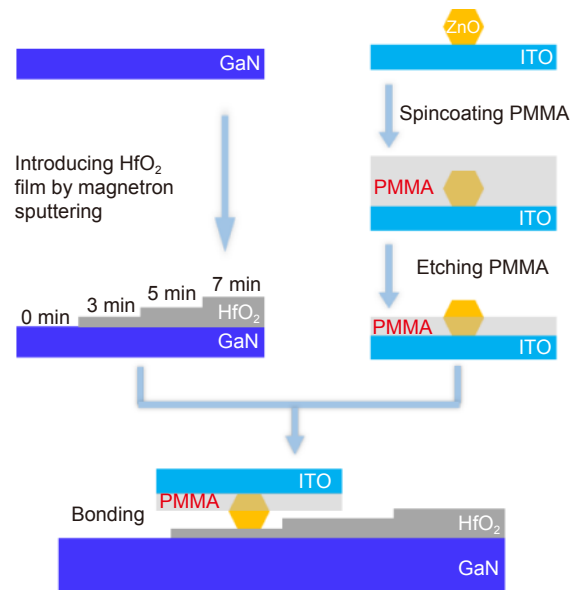 GaN
ZnO
ITO
Introducing HfO₂
film by magnetron
sputtering
Spincoating PMMA
PMMA
ITO
Etching PMMA
0 min
3 min
5 min
7 min
HfO₂
GaN
PMMA
ITO
Bonding
ITO
PMMA
HfO₂
GaN